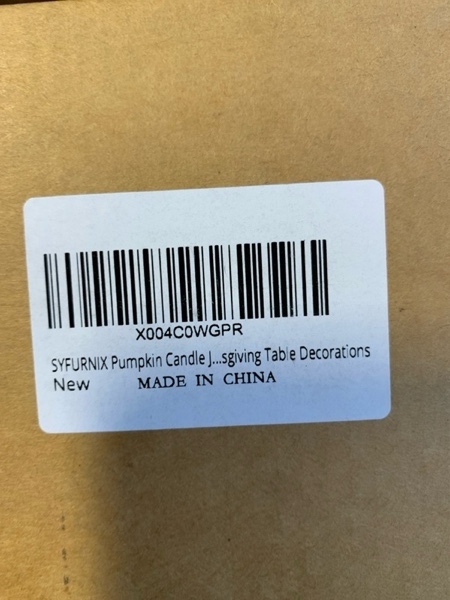 X004C0WGPR
SYFURNIX Pumpkin Candle J...sgiving Table Decorations
New MADE IN CHINA